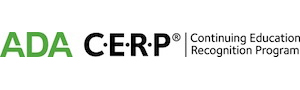 ADA C·E·R·P® Continuing Education
Recognition Program